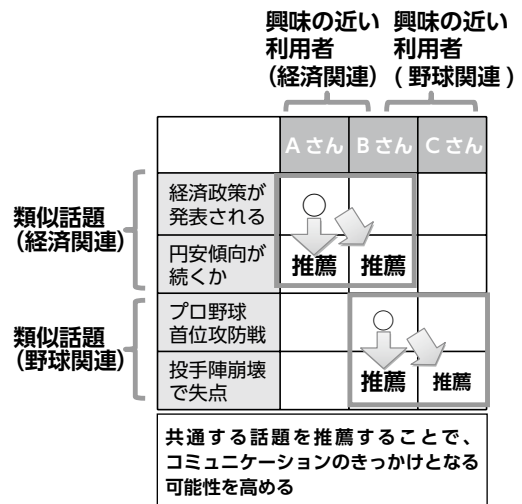 興味の近い 興味の近い
利用者 利用者
（経済関連） ( 野球関連 )
Aさん Bさん Cさん
類似話題
（経済関連）
経済政策が
発表される
○
円安傾向が
続くか
推薦 推薦
類似話題
（野球関連）
プロ野球
首位攻防戦
○
投手陣崩壊
で失点
推薦 推薦
共通する話題を推薦することで、
コミュニケーションのきっかけとなる
可能性を高める